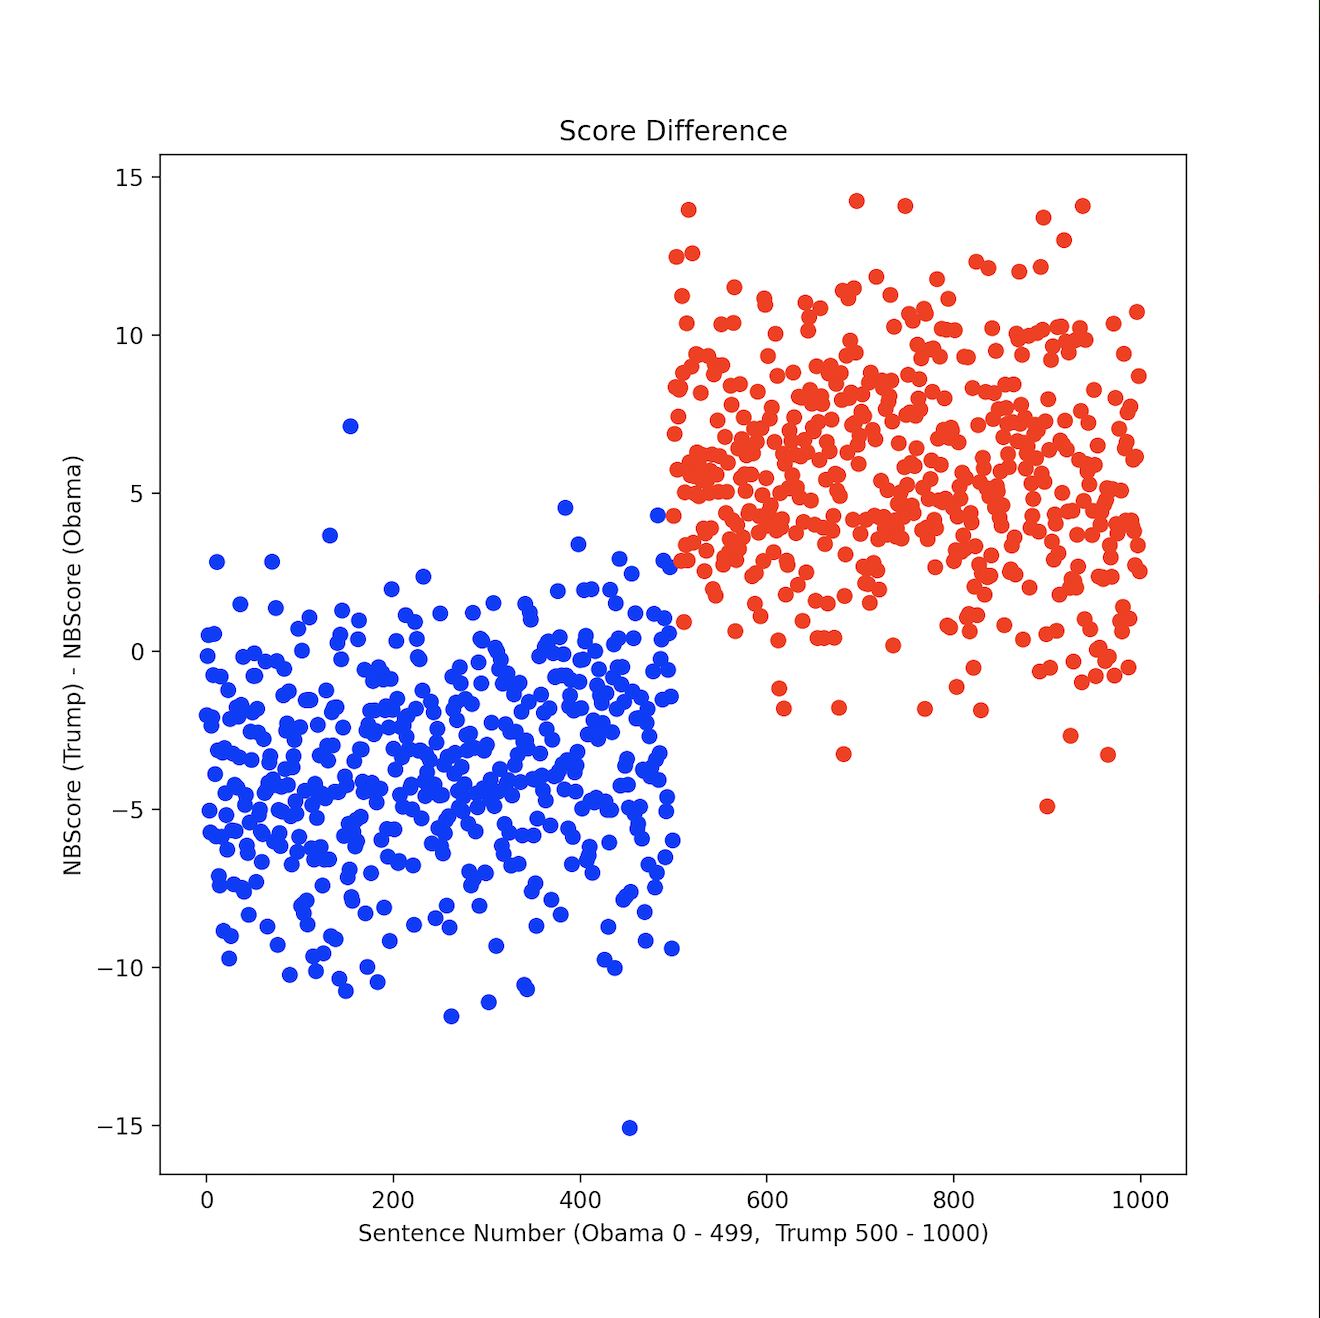 Score Difference
15
10
5
0
−5
−10
−15
NBScore (Trump) - NBScore (Obama)
0 200 400 600 800 1000
Sentence Number (Obama 0 - 499,  Trump 500 - 1000)